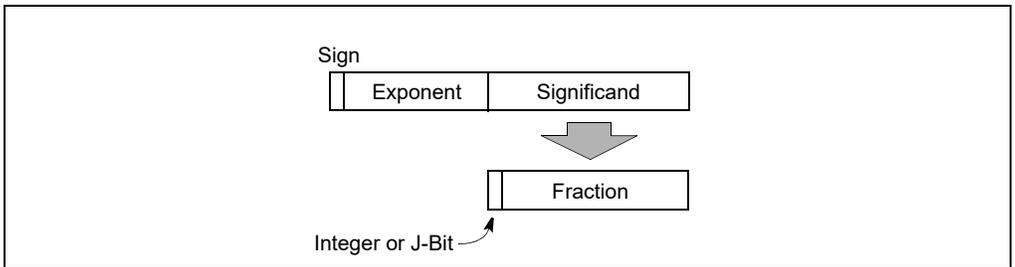 Sign
Exponent Significand
Fraction
Integer or J-Bit